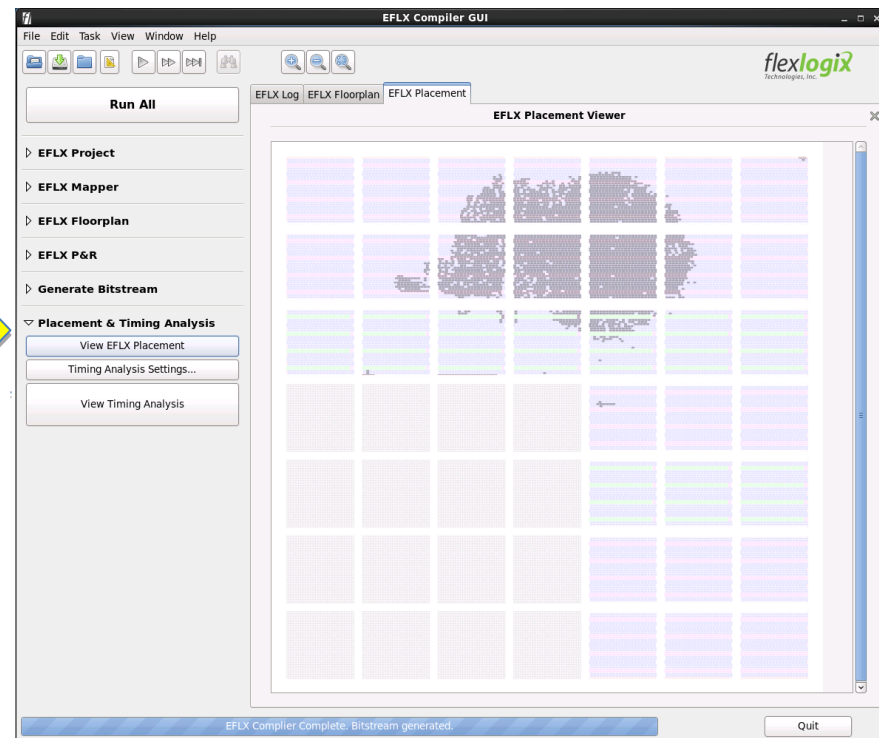 EFLX Compiler GUI
File Edit Task View Window Help
flexlogix
Technologies, Inc.
Run All
EFLX Log EFLX Floorplan EFLX Placement
EFLX Placement Viewer
EFLX Project
EFLX Mapper
EFLX Floorplan
EFLX P&R
Generate Bitstream
Placement & Timing Analysis
View EFLX Placement
Timing Analysis Settings...
View Timing Analysis
EFLX Complier Complete. Bitstream generated.
Quit